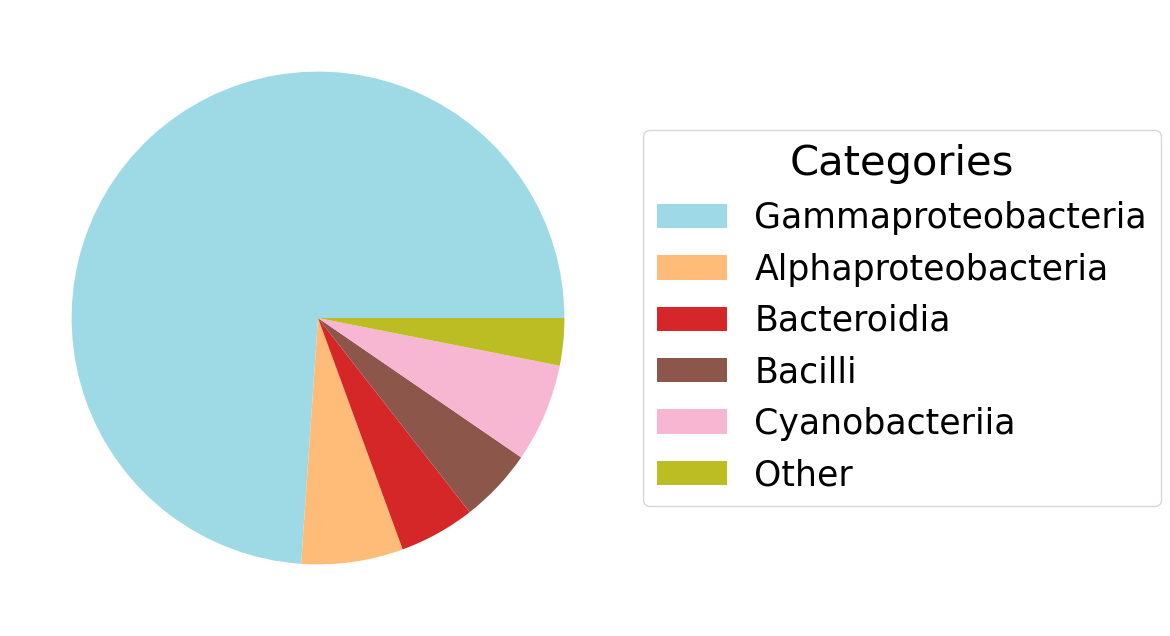 Categories
Gammaproteobacteria
Alphaproteobacteria
Bacteroidia
Bacilli
Cyanobacteriia
Other